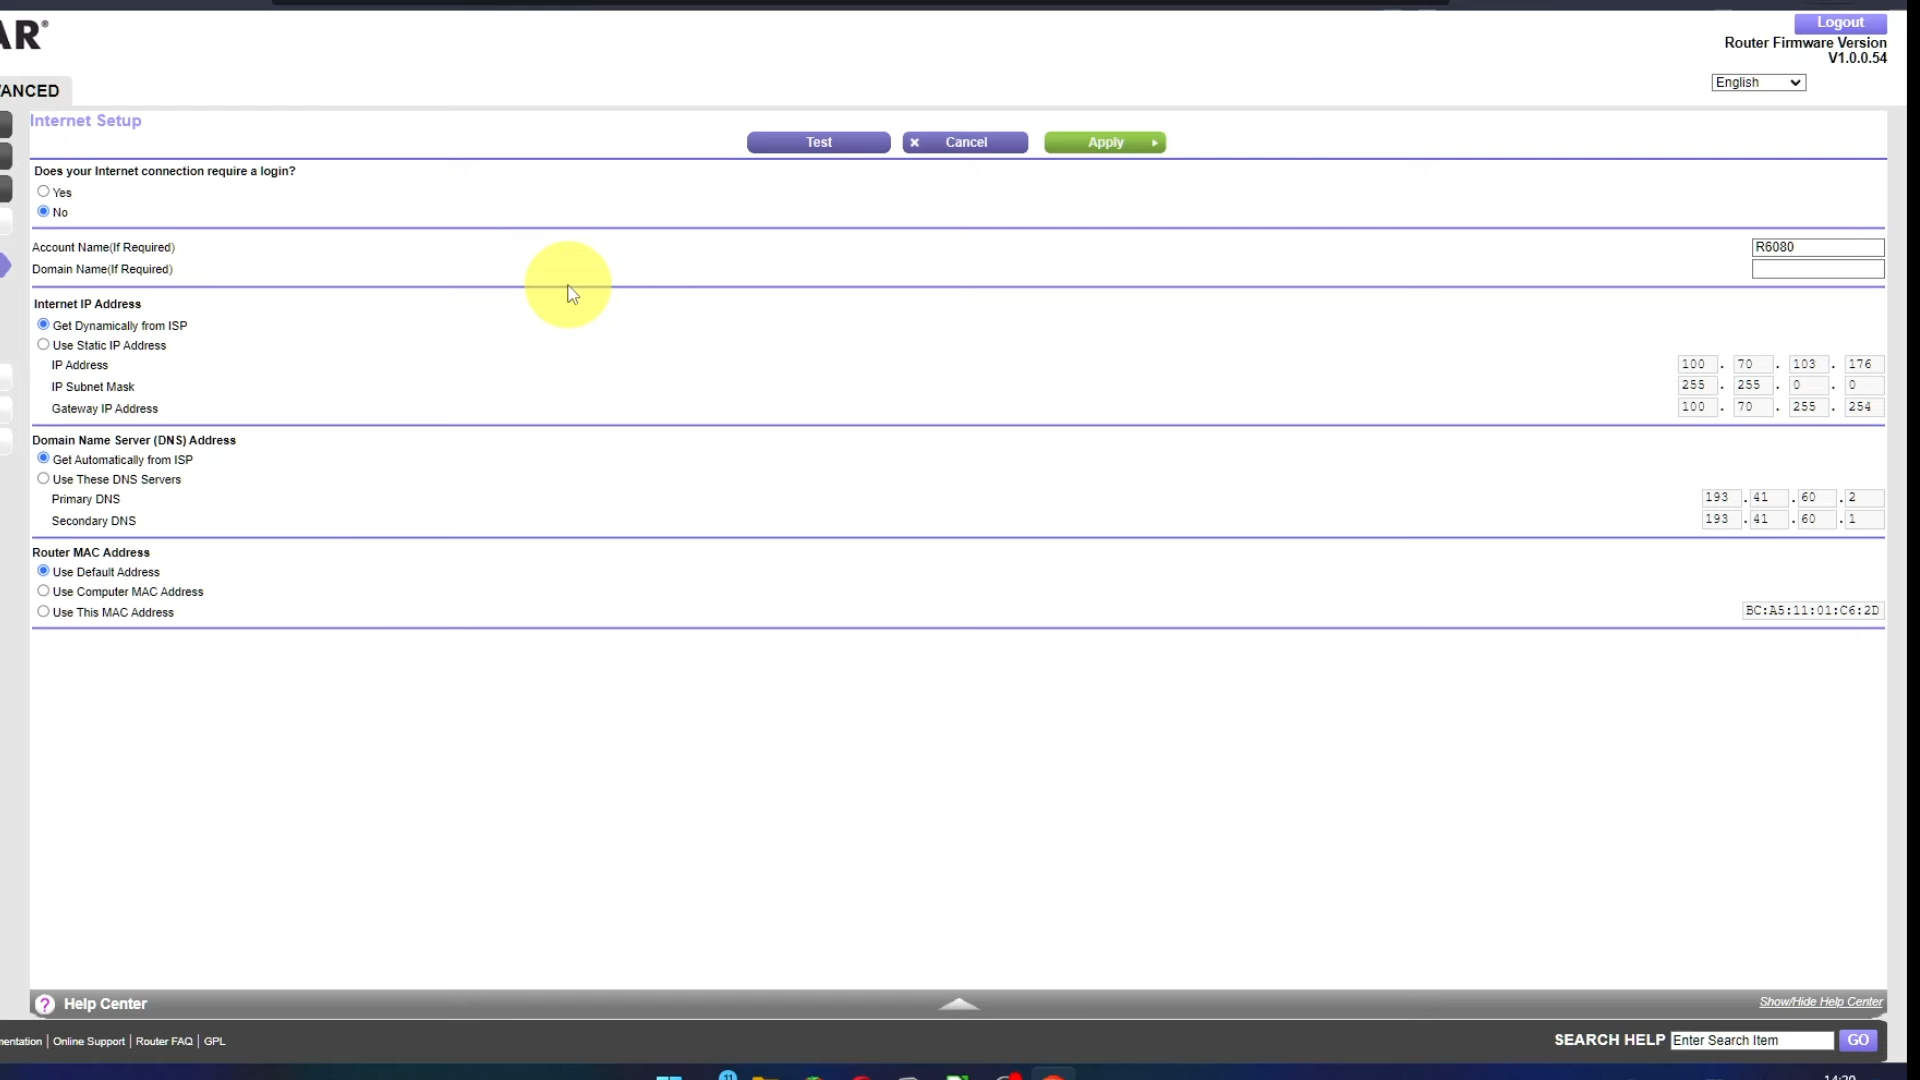 AR®
Logout
Router Firmware Version
V1.0.0.54
English
ANCED
Internet Setup
Test
Cancel
Apply
Does your Internet connection require a login?
Yes
No
Account Name(If Required) R6080
Domain Name(If Required)
Internet IP Address
Get Dynamically from ISP
Use Static IP Address
IP Address 100 . 70 . 103 . 176
IP Subnet Mask 255 . 255 . 0 . 0
Gateway IP Address 100 . 70 . 255 . 254
Domain Name Server (DNS) Address
Get Automatically from ISP
Use These DNS Servers
Primary DNS 193 . 41 . 60 . 2
Secondary DNS 193 . 41 . 60 . 1
Router MAC Address
Use Default Address
Use Computer MAC Address
Use This MAC Address BC:A5:11:01:C6:2D
? Help Center
Show/Hide Help Center
mentation | Online Support | Router FAQ | GPL
SEARCH HELP Enter Search Item GO
11